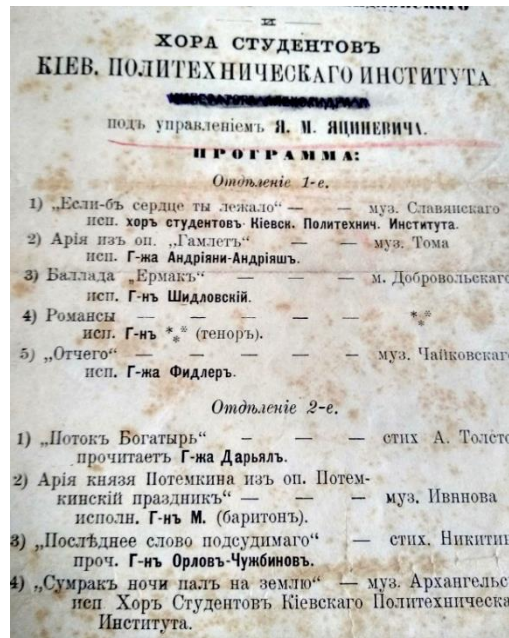 и
ХОРА СТУДЕНТОВЪ
КІЕВ. ПОЛИТЕХНИЧЕСКАГО ИНСТИТУТА
подъ управленіемъ Я. М. ЯЦИНЕВИЧА.
ПРОГРАММА:
Отдѣленіе 1-е.
1) „Если-бъ сердце ты лежало“ — — муз. Славянскаго
исп. хоръ студентовъ Кіевск. Политехнич. Института.
2) Арія изъ оп. „Гамлетъ“ — — муз. Тома
исп. Г-жа Андріяни-Андріяшъ.
3) Баллада „Ермакъ“ — — — м. Добровольскаго
исп. Г-нъ Шидловскій.
4) Романсы — — — — — ***
исп. Г-нъ *** (теноръ).
5) „Отчего“ — — — — — муз. Чайковскаг
исп. Г-жа Фидлеръ.
Отдѣленіе 2-е.
1) „Потокъ Богатырь“ — — — стих А. Толсто
прочитаетъ Г-жа Дарьялъ.
2) Арія князя Потемкина изъ оп. Потем-
кинскій праздникъ“ — — — муз. Иванова
исполн. Г-нъ М. (баритонъ).
3) „Послѣднее слово подсудимаго“ — стих. Никитин
проч. Г-нъ Орловъ-Чужбиновъ.
4) „Сумракъ ночи палъ на землю“ — муз. Архангельс
исп Хоръ Студентовъ Кіевскаго Политехническа
Института.